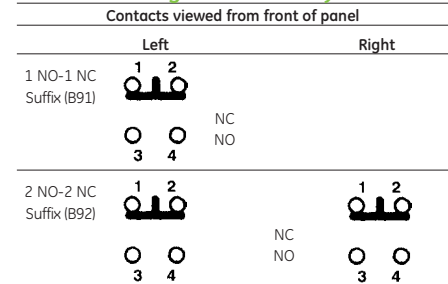 Contacts viewed from front of panel
Left Right
1 NO-1 NC
Suffix (B91)
1 2
NC
NO
3 4
2 NO-2 NC
Suffix (B92)
1 2 1 2
NC
NO
3 4 3 4